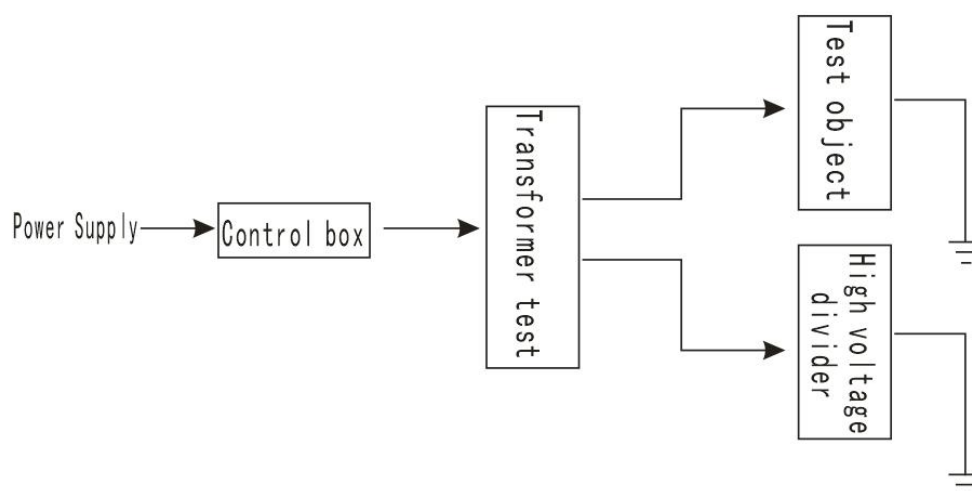 Power Supply
Control box
Transformer test
Test object
High voltage
divider